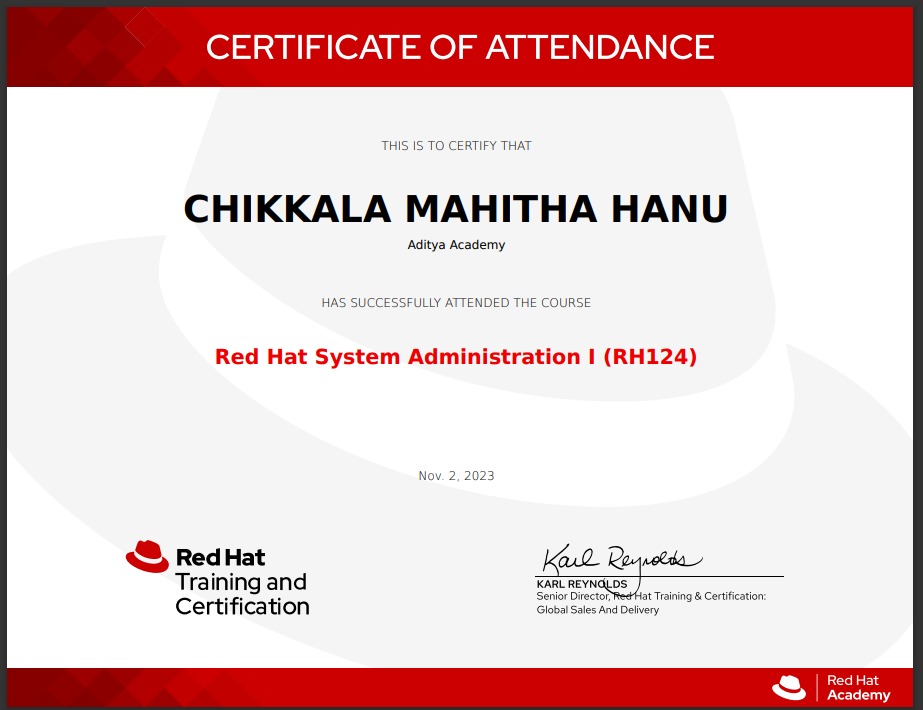 CERTIFICATE OF ATTENDANCE
THIS IS TO CERTIFY THAT
CHIKKALA MAHITHA HANU
Aditya Academy
HAS SUCCESSFULLY ATTENDED THE COURSE
Red Hat System Administration I (RH124)
Nov. 2, 2023
Red Hat
Training and
Certification
Karl Reynolds
KARL REYNOLDS
Senior Director, Red Hat Training & Certification:
Global Sales And Delivery
Red Hat
Academy